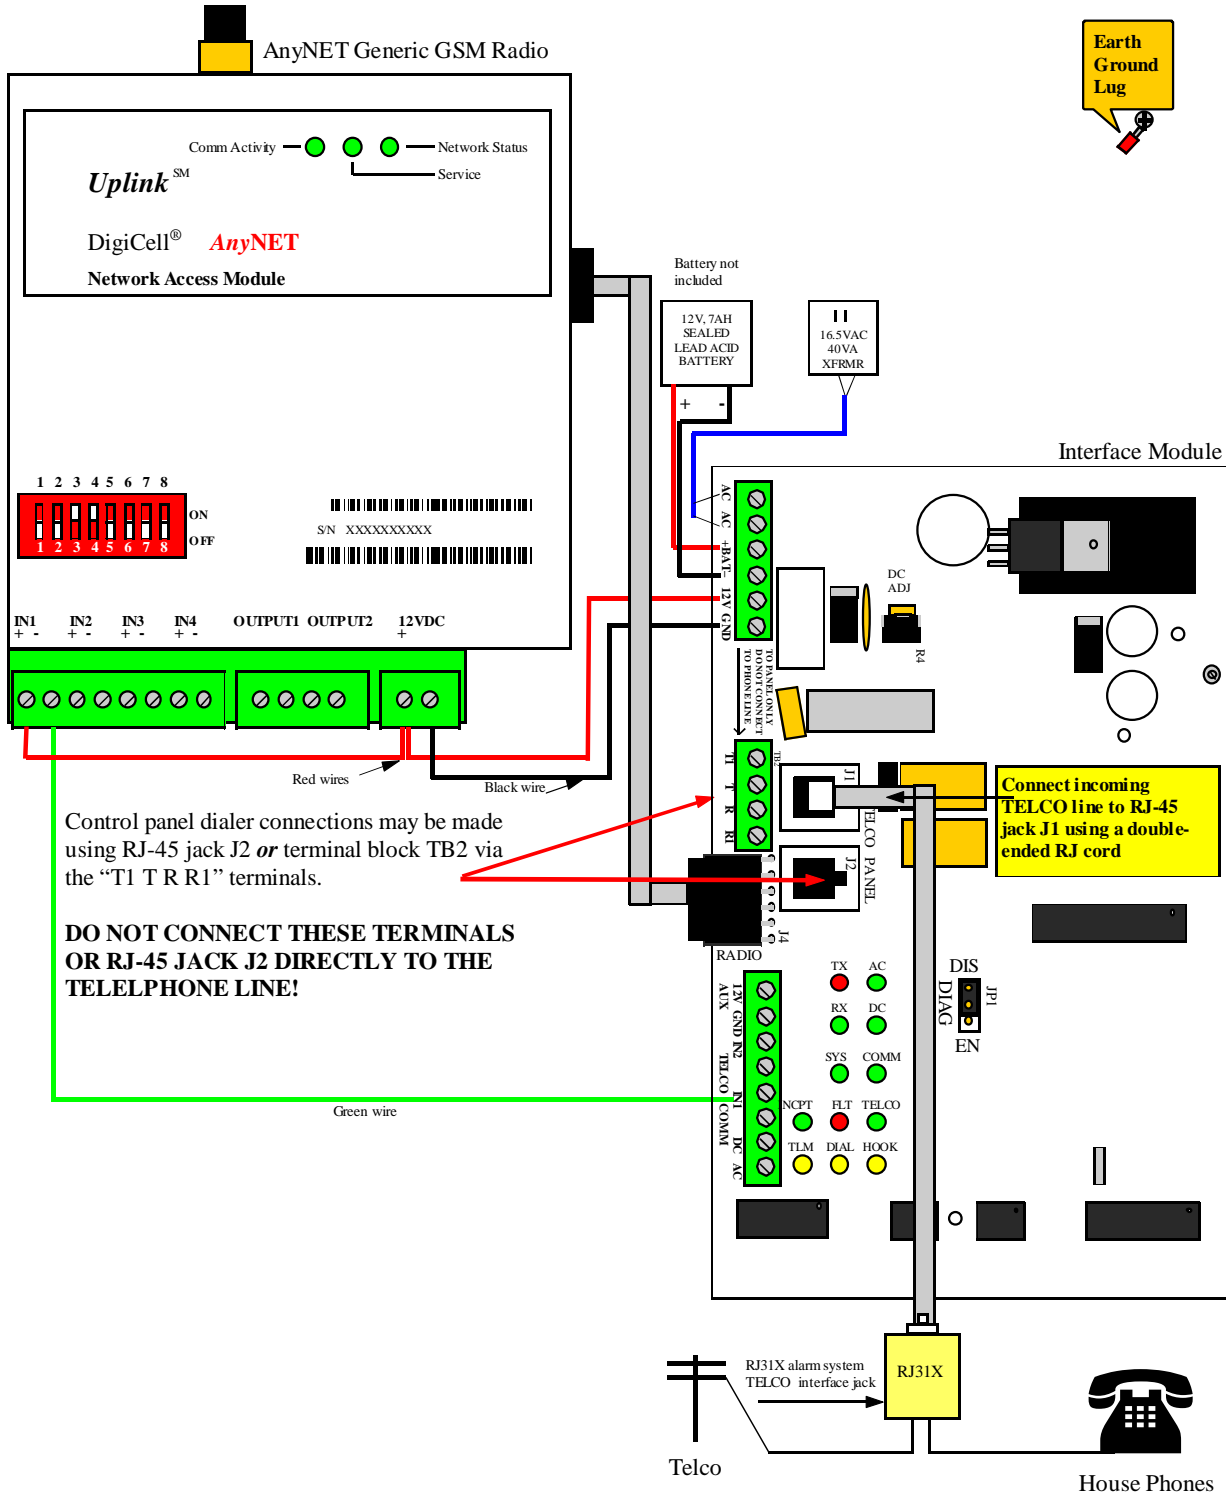 AnyNET Generic GSM Radio
Earth
Ground
Lug
Comm Activity
Network Status
Service
Uplink SM
DigiCell® AnyNET
Network Access Module
Battery not
included
12V, 7AH
SEALED
LEAD ACID
BATTERY
+ -
16.5VAC
40VA
XFRMR
Interface Module
1 2 3 4 5 6 7 8
ON
OFF
1 2 3 4 5 6 7 8
S/N XXXXXXXXXX
IN1 IN2 IN3 IN4 OUTPUT1 OUTPUT2 12VDC
+ - + - + - + - +
AC AC +BAT- 12V GND
DC
ADJ
R4
TO PANEL ONLY
DO NOT CONNECT
TO PHONE LINE
T1 T R R1
TB2
J1
TELCO PANEL
J2
J4
RADIO
Red wires
Black wire
Connect incoming
TELCO line to RJ-45
jack J1 using a double-
ended RJ cord
Control panel dialer connections may be made
using RJ-45 jack J2 or terminal block TB2 via
the “T1 T R R1” terminals.
DO NOT CONNECT THESE TERMINALS
OR RJ-45 JACK J2 DIRECTLY TO THE
TELELPHONE LINE!
12V GND IN2 IN1 DC AC
AUX TELCO COMM
TX AC
RX DC
SYS COMM
NCPT FLT TELCO
TLM DIAL HOOK
DIS
DIAG
JP1
EN
Green wire
RJ31X alarm system
TELCO interface jack
RJ31X
Telco
House Phones